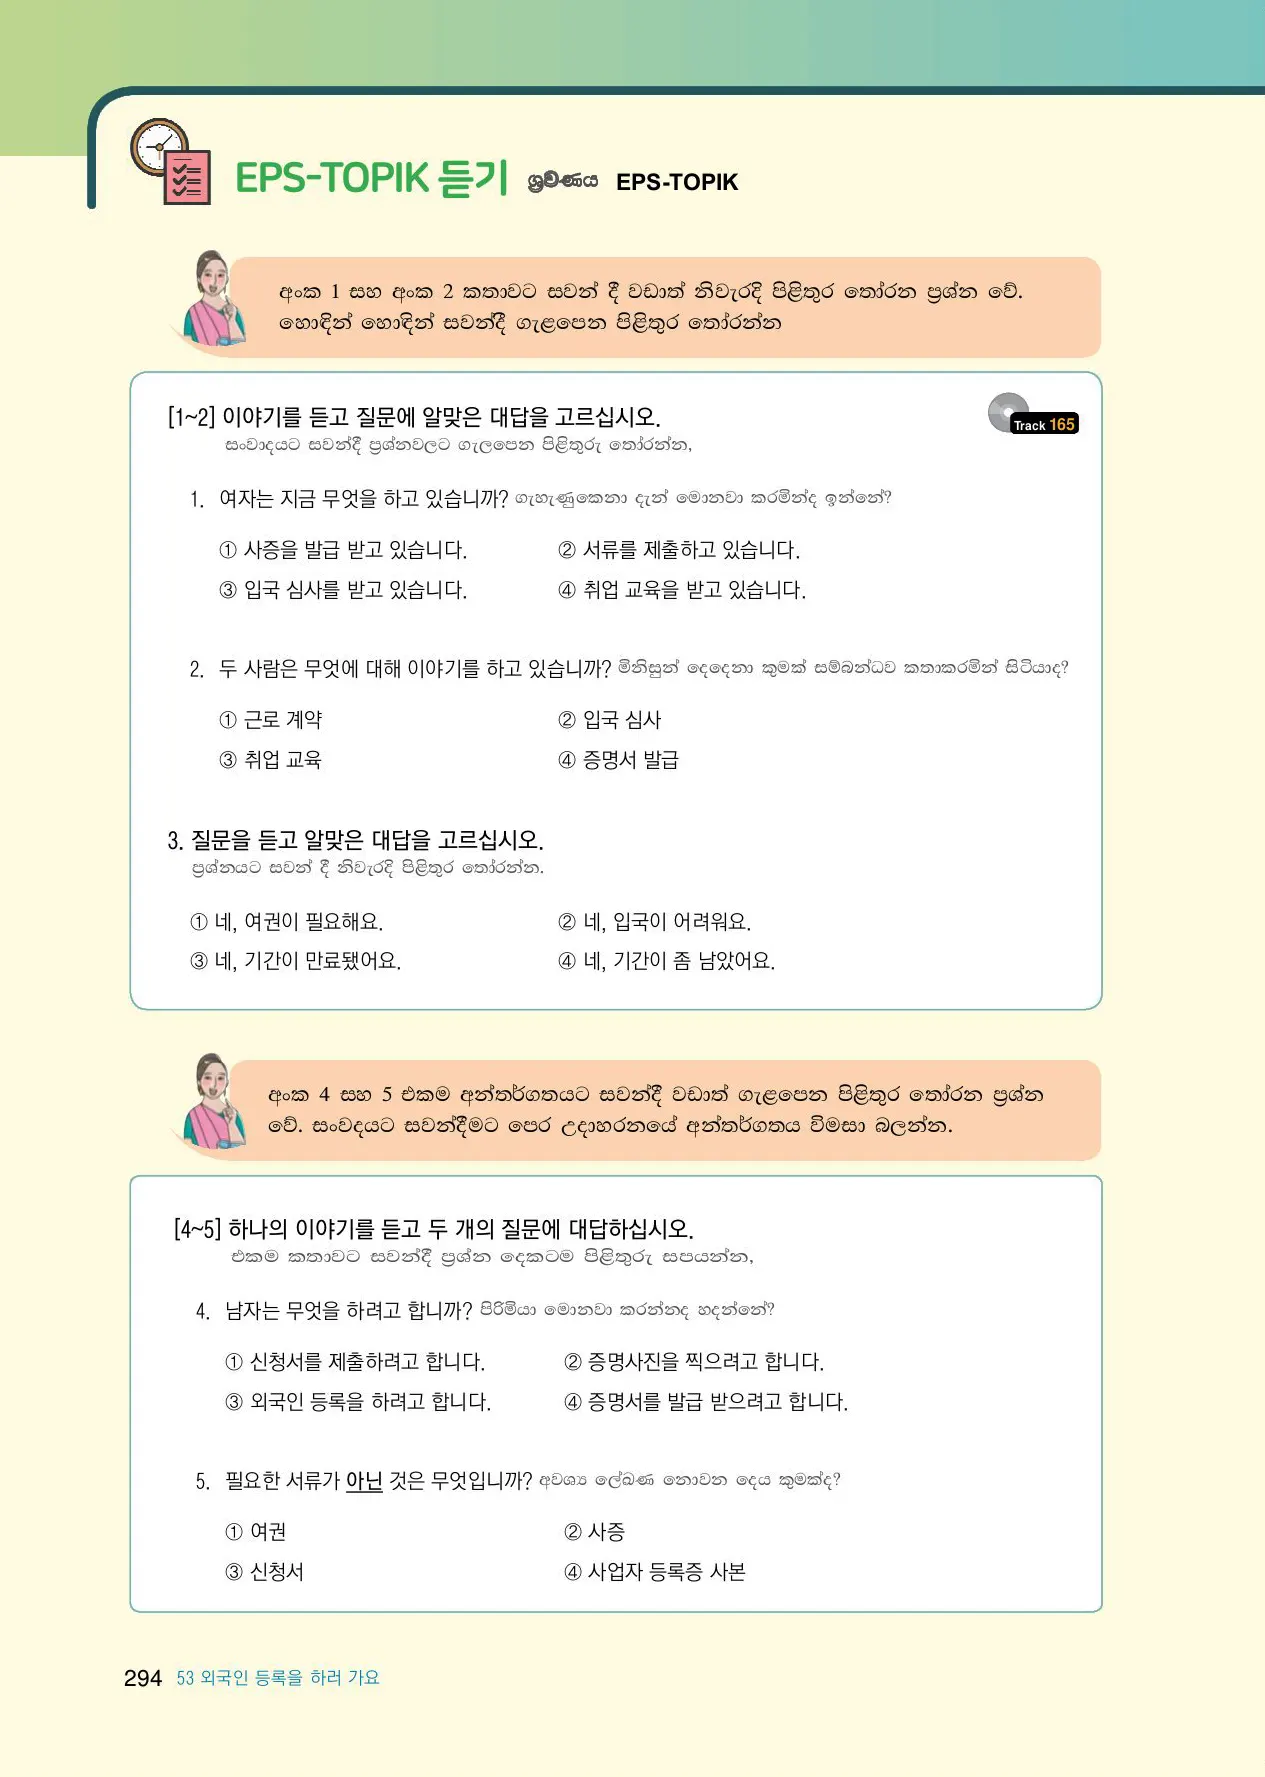 EPS-TOPIK 듣기 ශ්‍රවණය EPS-TOPIK
අංක 1 සහ අංක 2 කතාවට සවන් දී වඩාත් නිවැරදි පිළිතුර තෝරන ප්‍රශ්න වේ.
හොඳින් හොඳින් සවන්දී ගැළපෙන පිළිතුර තෝරන්න
[1~2] 이야기를 듣고 질문에 알맞은 대답을 고르십시오.
Track 165
සංවාදයට සවන්දී ප්‍රශ්නවලට ගැලපෙන පිළිතුරු තෝරන්න,
1. 여자는 지금 무엇을 하고 있습니까? ගැහැණුකෙනා දැන් මොනවා කරමින්ද ඉන්නේ?
① 사증을 발급 받고 있습니다. ② 서류를 제출하고 있습니다.
③ 입국 심사를 받고 있습니다. ④ 취업 교육을 받고 있습니다.
2. 두 사람은 무엇에 대해 이야기를 하고 있습니까? මිනිසුන් දෙදෙනා කුමක් සම්බන්ධව කතාකරමින් සිටියාද?
① 근로 계약 ② 입국 심사
③ 취업 교육 ④ 증명서 발급
3. 질문을 듣고 알맞은 대답을 고르십시오.
ප්‍රශ්නයට සවන් දී නිවැරදි පිළිතුර තෝරන්න.
① 네, 여권이 필요해요. ② 네, 입국이 어려워요.
③ 네, 기간이 만료됐어요. ④ 네, 기간이 좀 남았어요.
අංක 4 සහ 5 එකම අන්තර්ගතයට සවන්දී වඩාත් ගැළපෙන පිළිතුර තෝරන ප්‍රශ්න
වේ. සංවදයට සවන්දීමට පෙර උදාහරනයේ අන්තර්ගතය විමසා බලන්න.
[4~5] 하나의 이야기를 듣고 두 개의 질문에 대답하십시오.
එකම කතාවට සවන්දී ප්‍රශ්න දෙකටම පිළිතුරු සපයන්න,
4. 남자는 무엇을 하려고 합니까? පිරිමියා මොනවා කරන්නද හදන්නේ?
① 신청서를 제출하려고 합니다. ② 증명사진을 찍으려고 합니다.
③ 외국인 등록을 하려고 합니다. ④ 증명서를 발급 받으려고 합니다.
5. 필요한 서류가 아닌 것은 무엇입니까? අවශ්‍ය ලේඛණ නොවන දෙය කුමක්ද?
① 여권 ② 사증
③ 신청서 ④ 사업자 등록증 사본
294 53 외국인 등록을 하러 가요